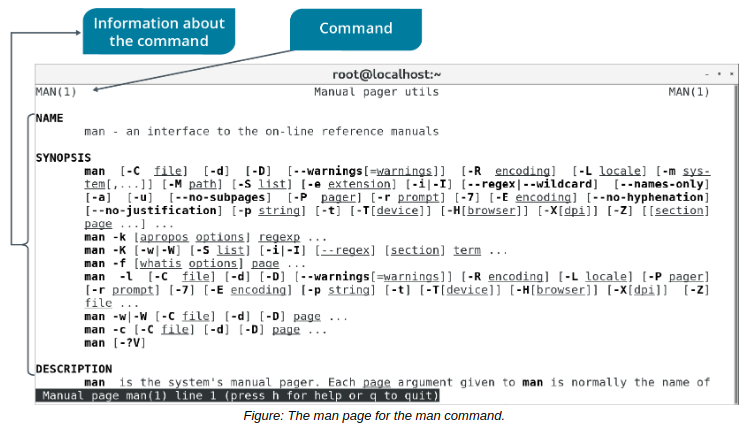 Information about
the command
Command
root@localhost:~
MAN(1)                    Manual pager utils                    MAN(1)
NAME
man - an interface to the on-line reference manuals
SYNOPSIS
man [-C file] [-d] [-D] [--warnings[=warnings]] [-R encoding] [-L locale] [-m sys-
tem[,...]] [-M path] [-S list] [-e extension] [-i|-I] [--regex|--wildcard] [--names-only]
[-a] [-u] [--no-subpages] [-P pager] [-r prompt] [-7] [-E encoding] [--no-hyphenation]
[--no-justification] [-p string] [-t] [-T[device]] [-H[browser]] [-X[dpi]] [-Z] [[section]
page ...] ...
man -k [apropos options] regexp ...
man -K [-w|-W] [-S list] [-i|-I] [--regex] [section] term ...
man -f [whatis options] page ...
man -l [-C file] [-d] [-D] [--warnings[=warnings]] [-R encoding] [-L locale] [-P pager]
[-r prompt] [-7] [-E encoding] [-p string] [-t] [-T[device]] [-H[browser]] [-X[dpi]] [-Z]
file ...
man -w|-W [-C file] [-d] [-D] page ...
man -c [-C file] [-d] [-D] page ...
man [-?V]
DESCRIPTION
man is the system's manual pager. Each page argument given to man is normally the name of
Manual page man(1) line 1 (press h for help or q to quit)
Figure: The man page for the man command.